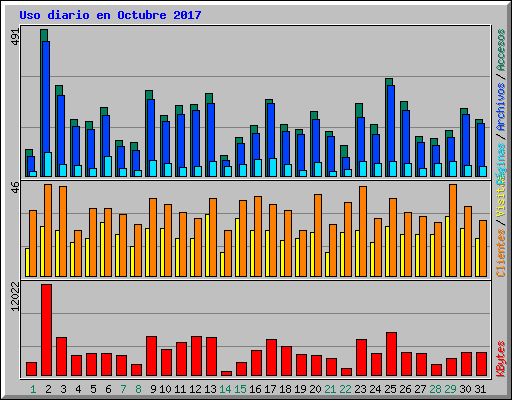 Uso diario en Octubre 2017
491
46
12022
Clientes / Visitas
Páginas / Archivos / Accesos
KBytes
1 2 3 4 5 6 7 8 9 10 11 12 13 14 15 16 17 18 19 20 21 22 23 24 25 26 27 28 29 30 31